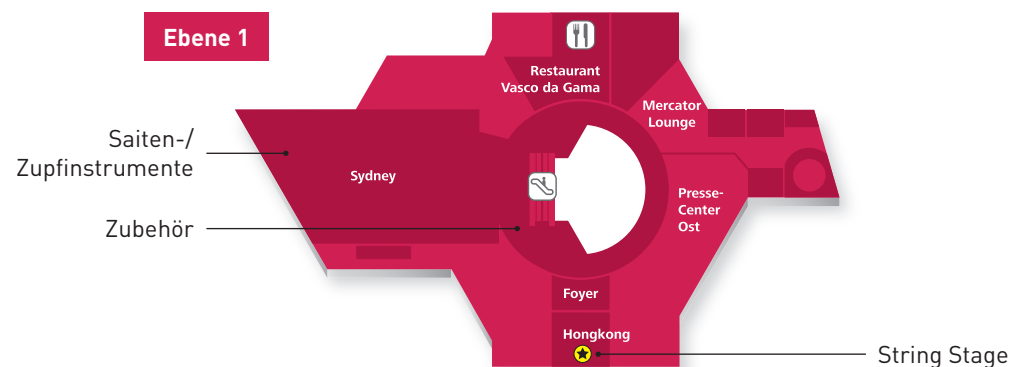 Ebene 1
Restaurant
Vasco da Gama
Mercator
Lounge
Saiten-/
Zupfinstrumente
Sydney
Presse-
Center
Ost
Zubehör
Foyer
Hongkong
String Stage